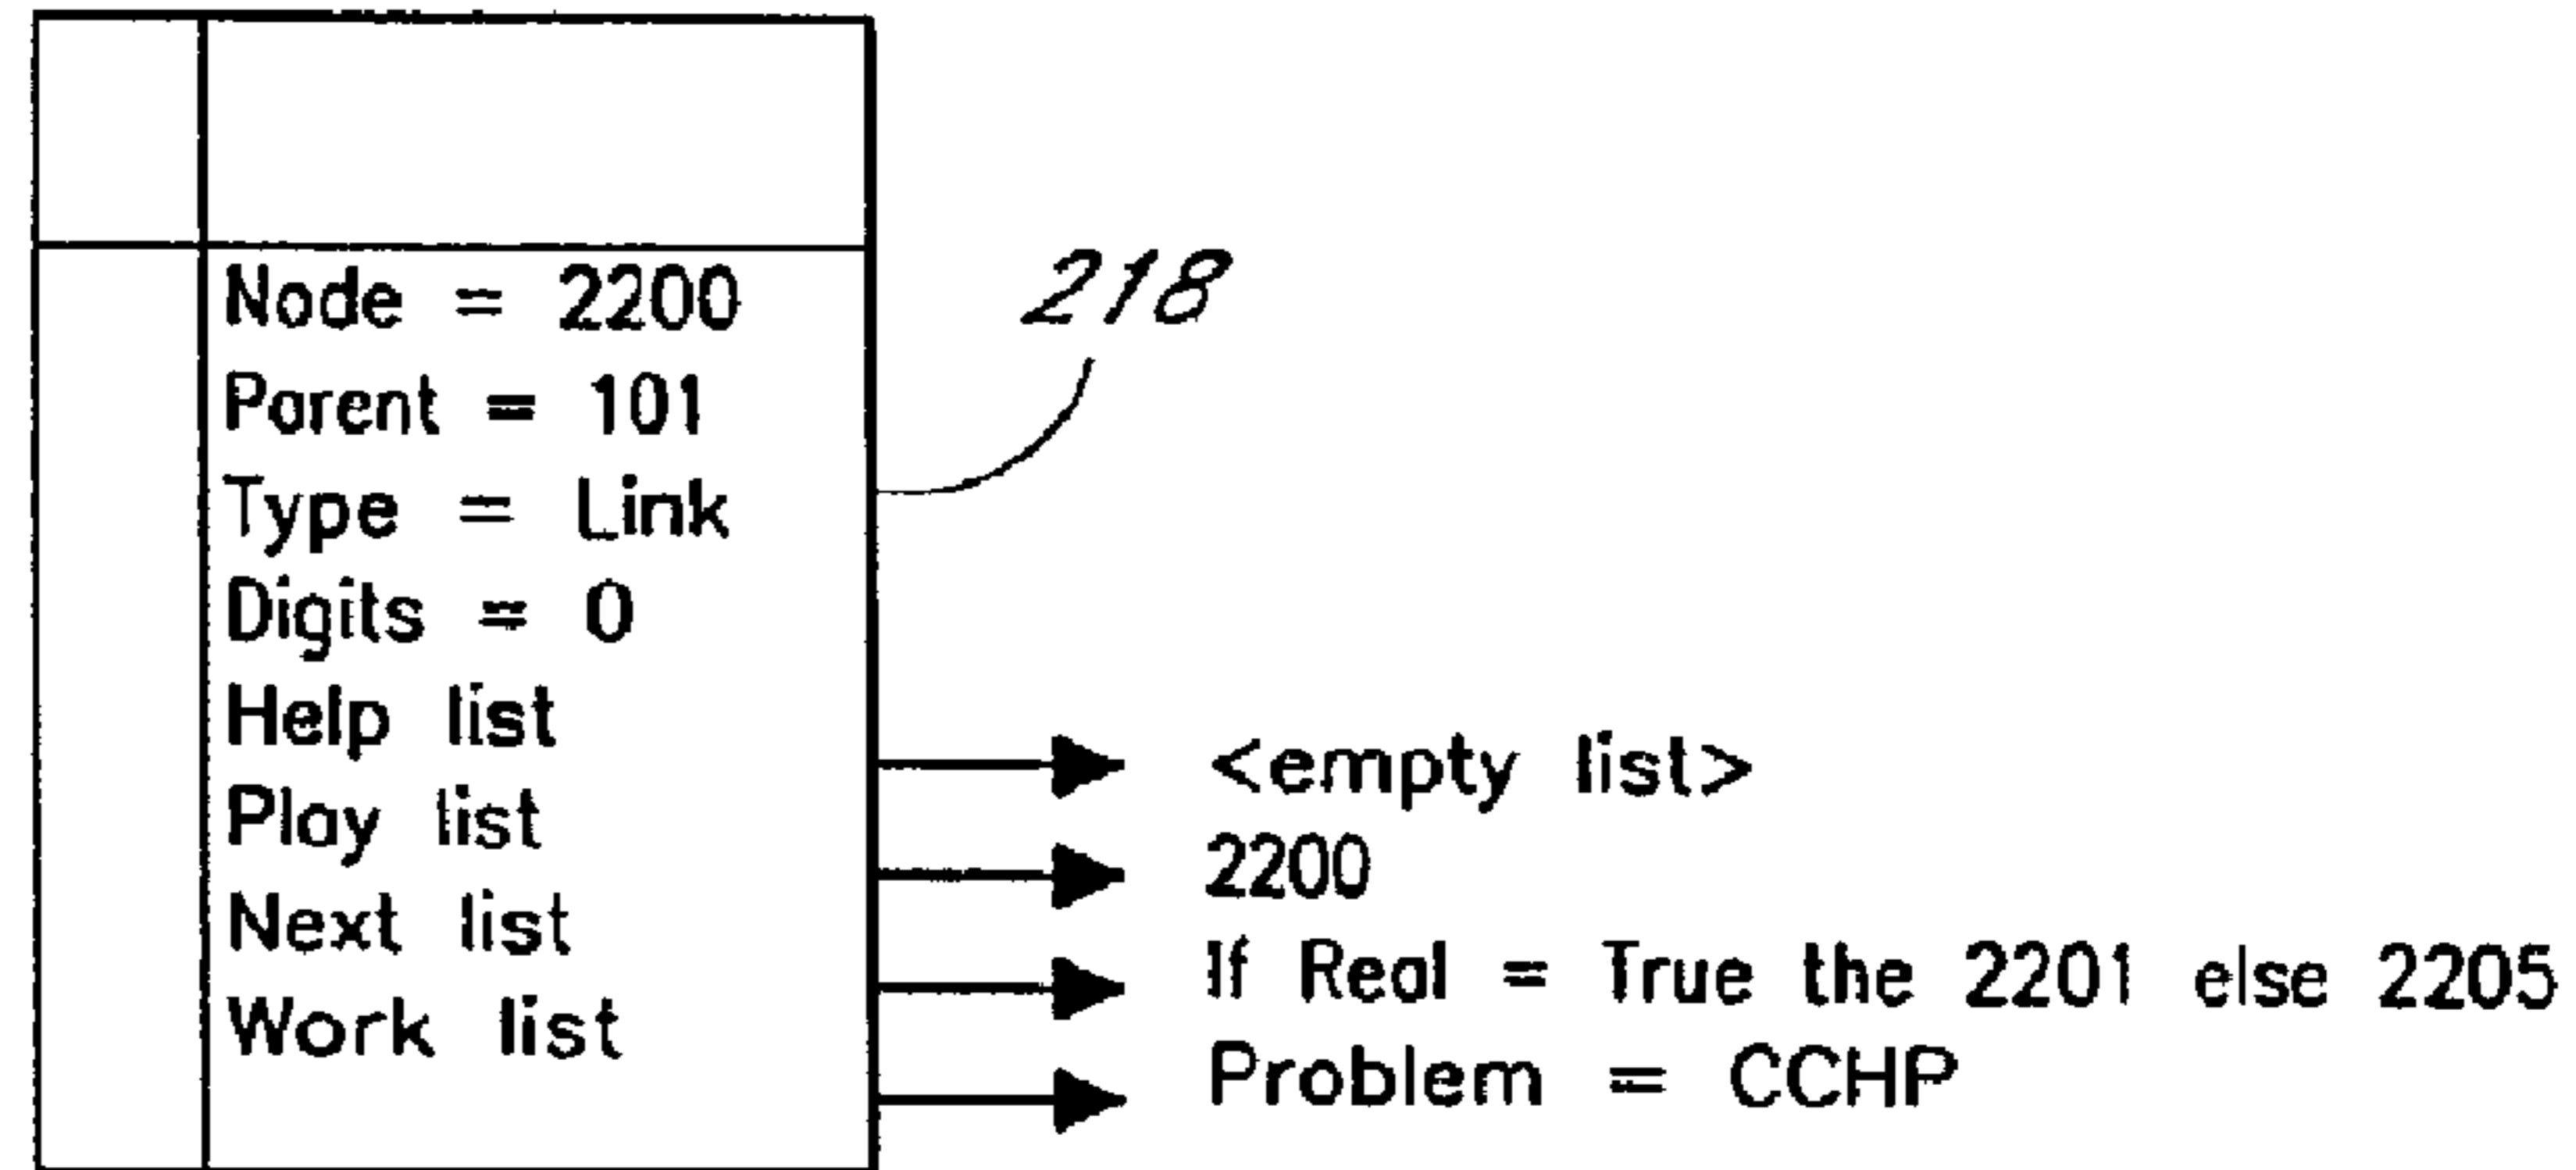 Node = 2200
Parent = 101
Type = Link
Digits = 0
Help list
Play list
Next list
Work list
218
<empty list>
2200
If Real = True the 2201 else 2205
Problem = CCHP